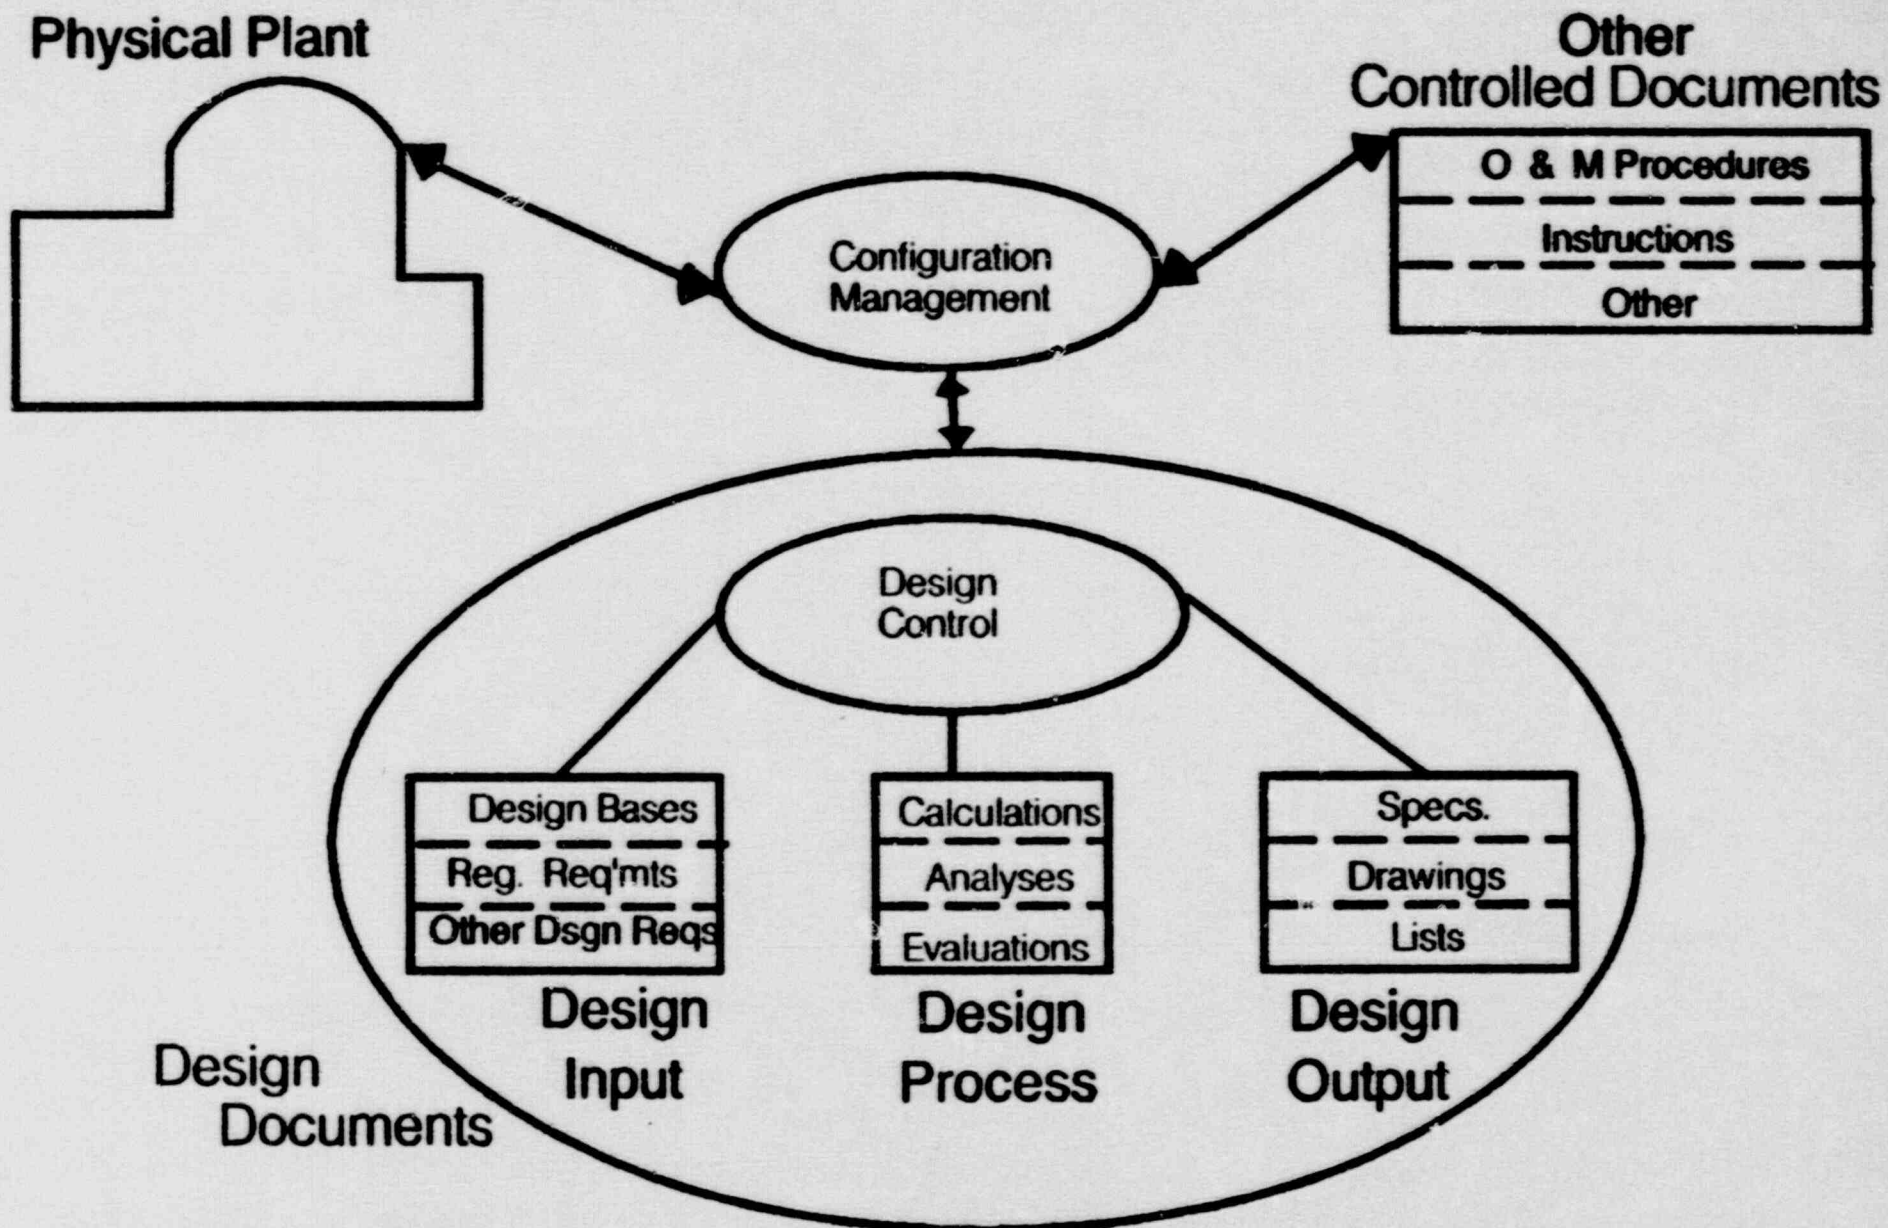 Physical Plant
Other
Controlled Documents
O & M Procedures
Instructions
Other
Configuration
Management
Design
Control
Design Bases
Reg. Req'mts
Other Dsgn Reqs
Design
Input
Calculations
Analyses
Evaluations
Design
Process
Specs.
Drawings
Lists
Design
Output
Design
Documents